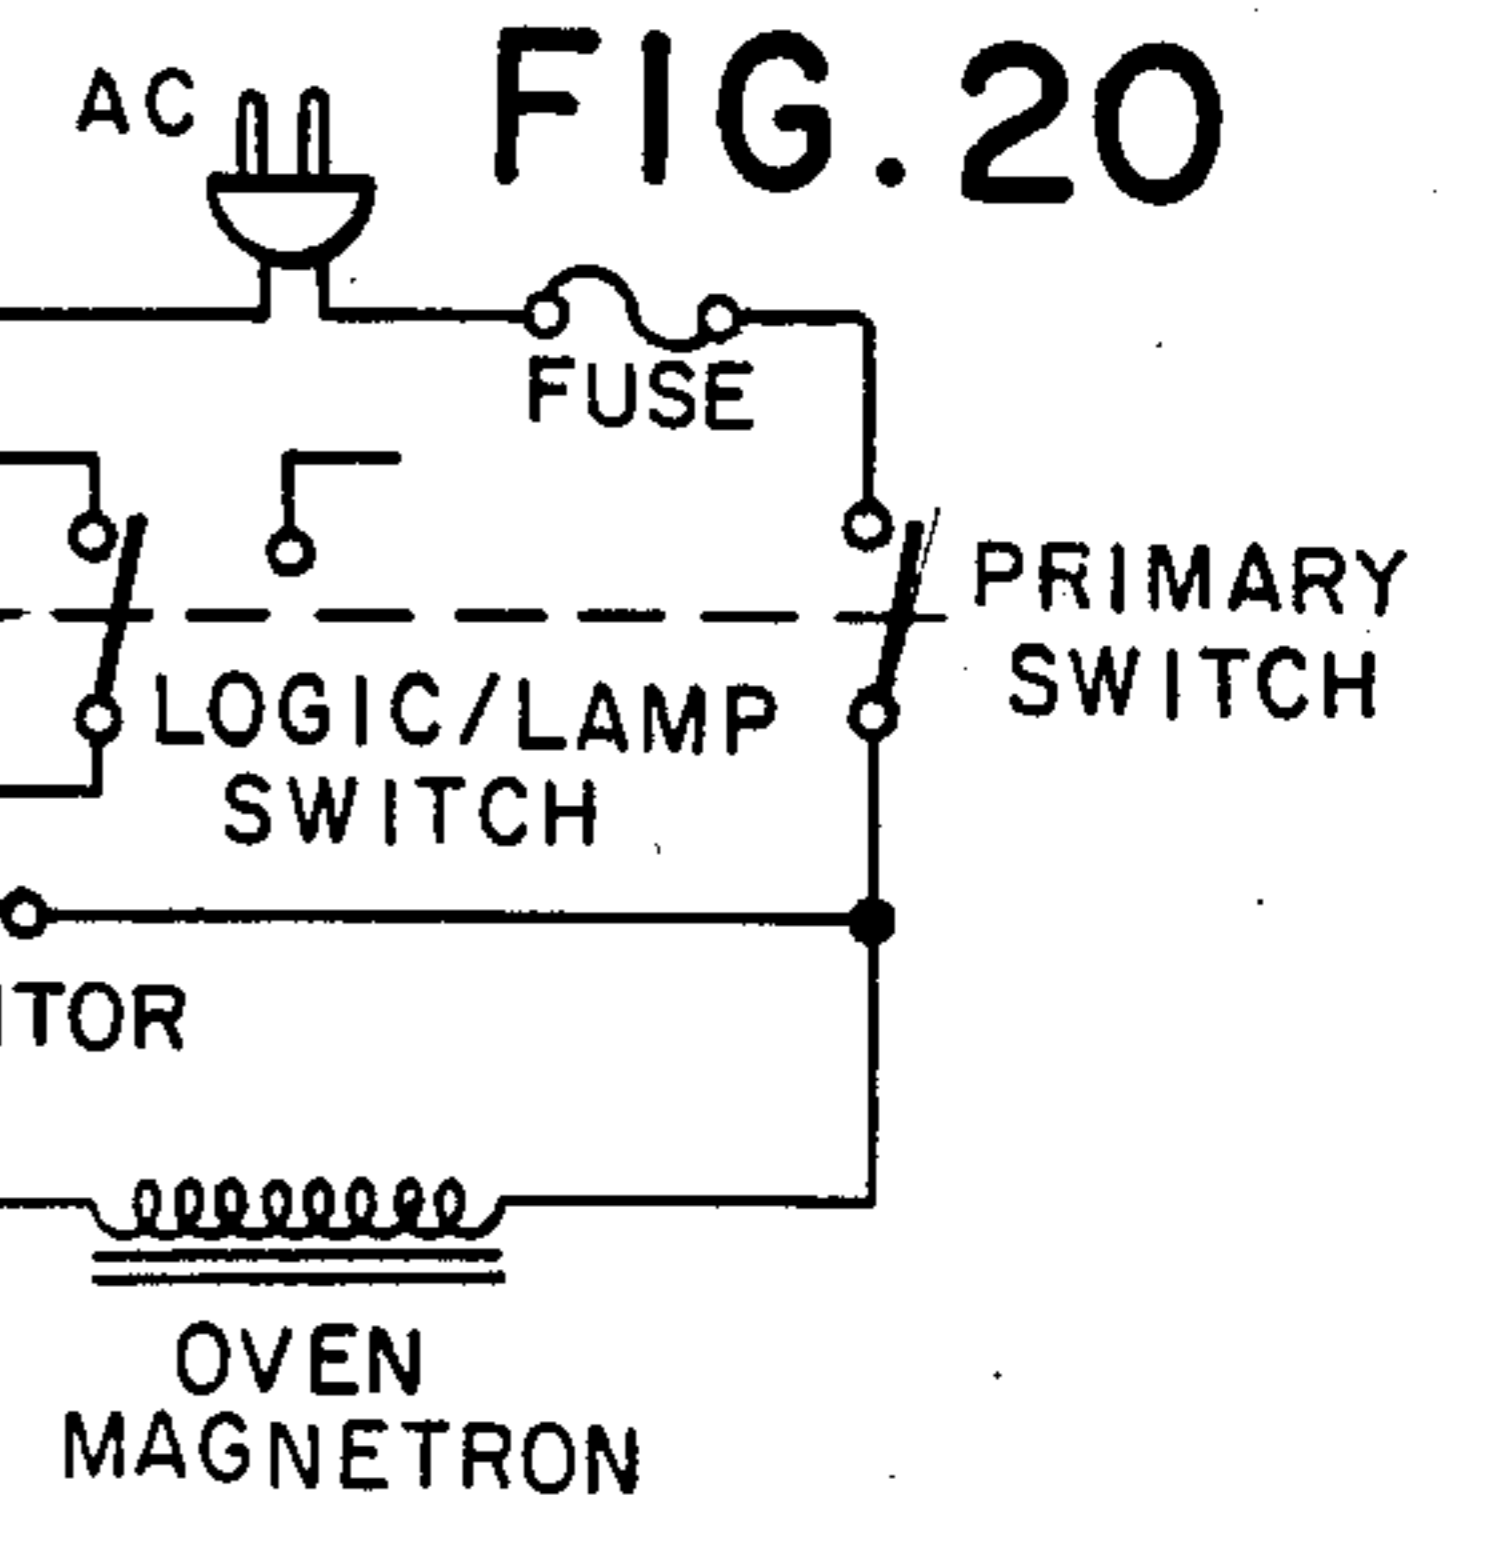 AC
FIG. 20
FUSE
PRIMARY
SWITCH
LOGIC/LAMP
SWITCH
ITOR
OVEN
MAGNETRON